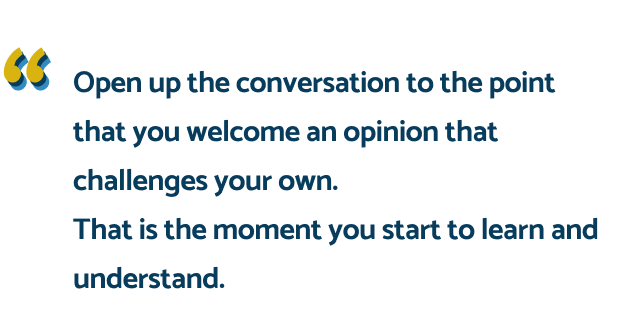 “
Open up the conversation to the point
that you welcome an opinion that
challenges your own.
That is the moment you start to learn and
understand.